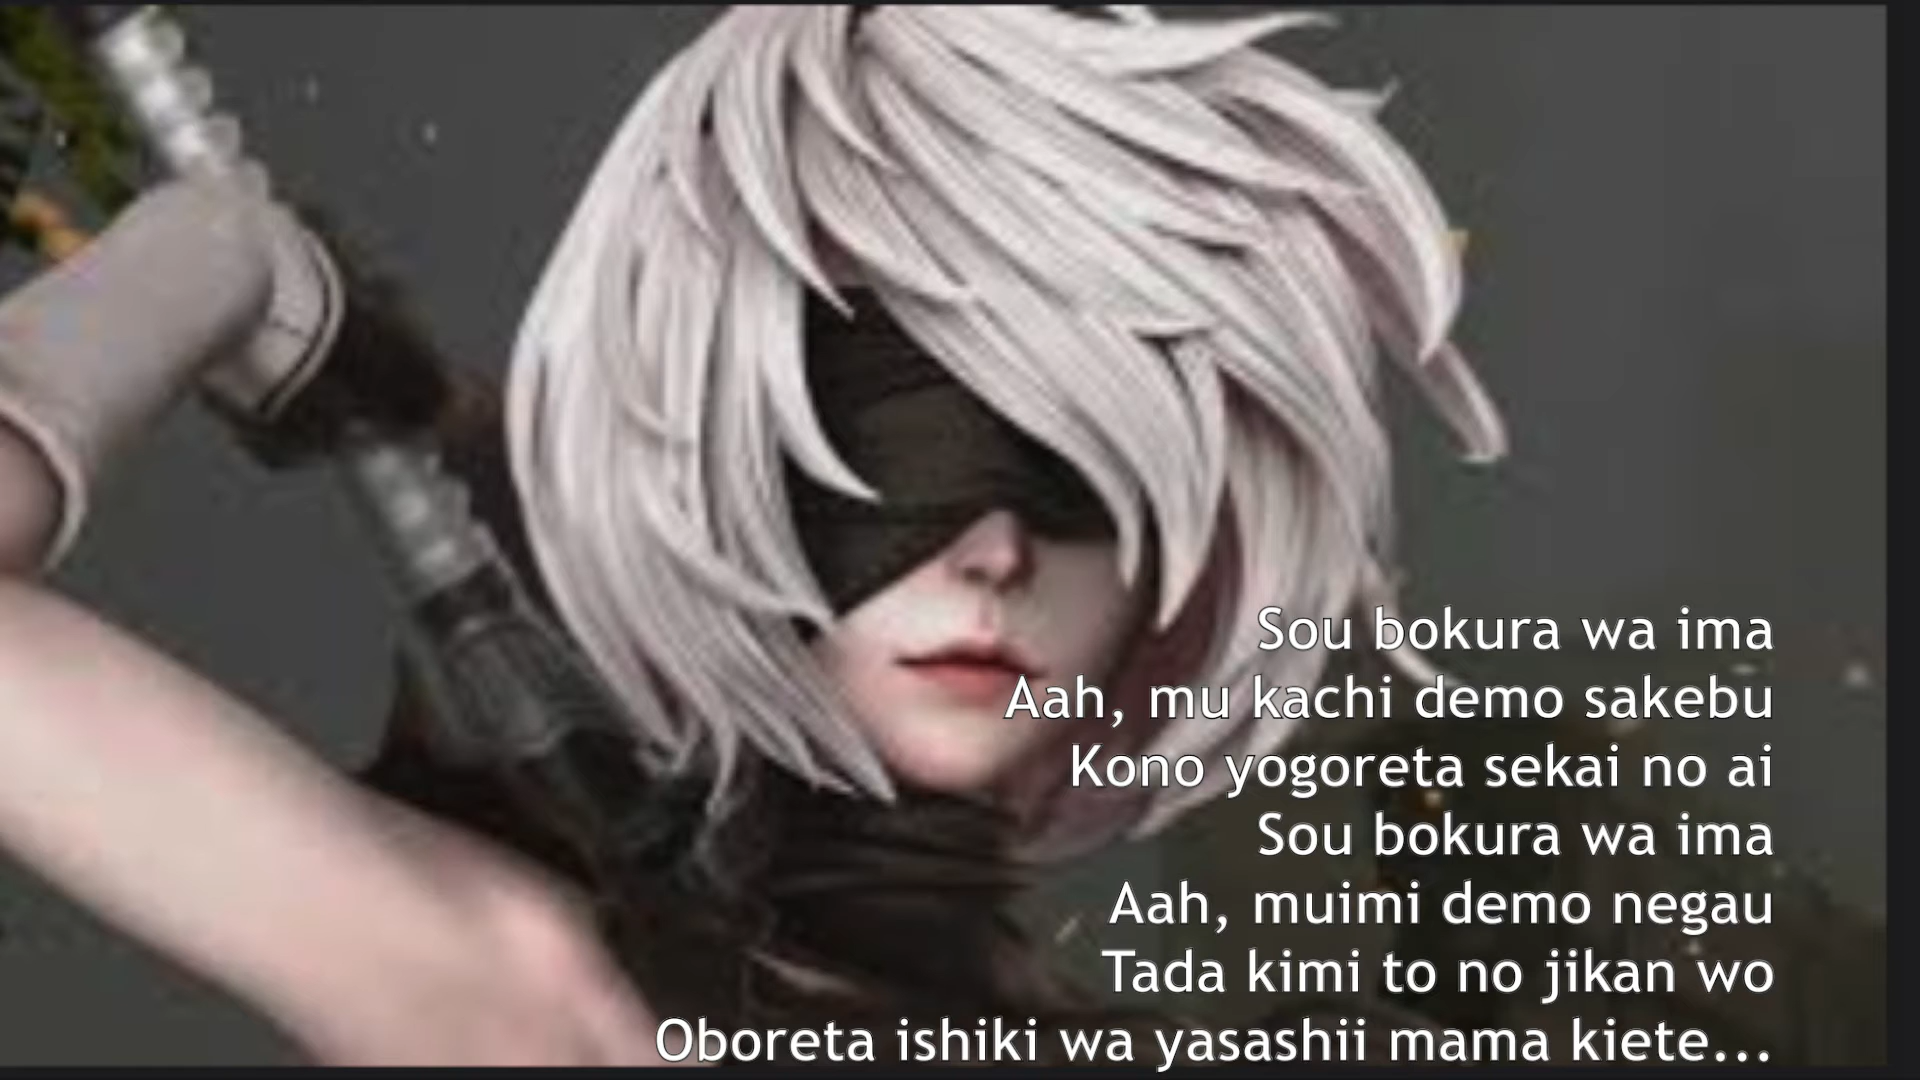 Sou bokura wa ima
Aah, mu kachi demo sakebu
Kono yogoreta sekai no ai
Sou bokura wa ima
Aah, muimi demo negau
Tada kimi to no jikan wo
Oboreta ishiki wa yasashii mama kiete...